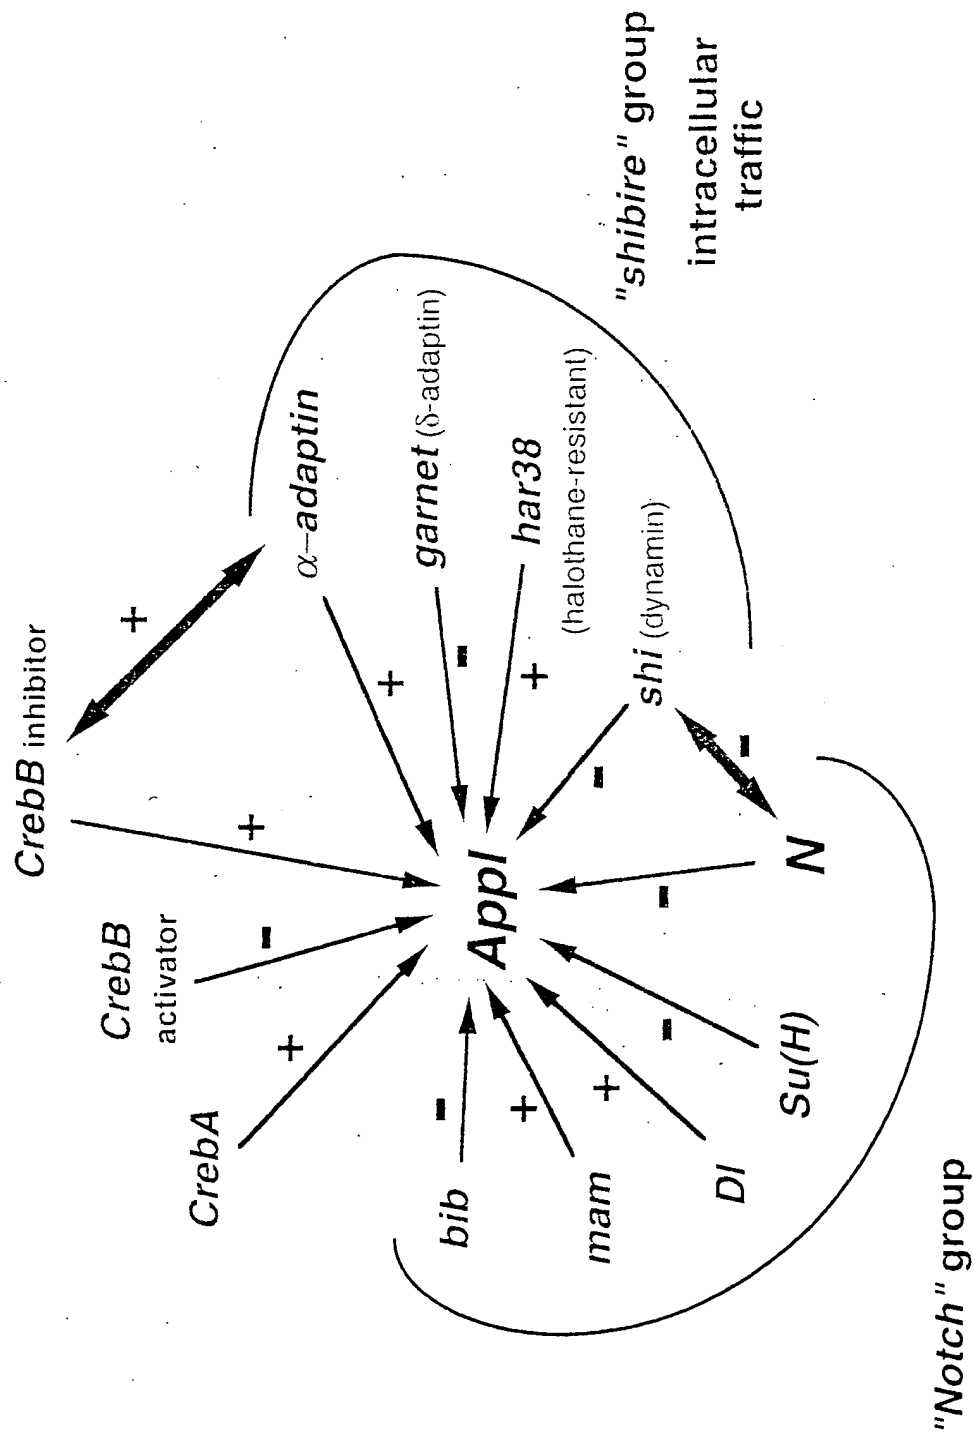 CrebB inhibitor
+
CrebB
activator
CrebA
+
-
+
α–adaptin
+
garnet (δ-adaptin)
-
bib
-
Appl
har38
(halothane-resistant)
+
+
mam
+
-
shi (dynamin)
"shibire" group
intracellular
traffic
Dl
-
-
-
Su(H)
N
"Notch" group